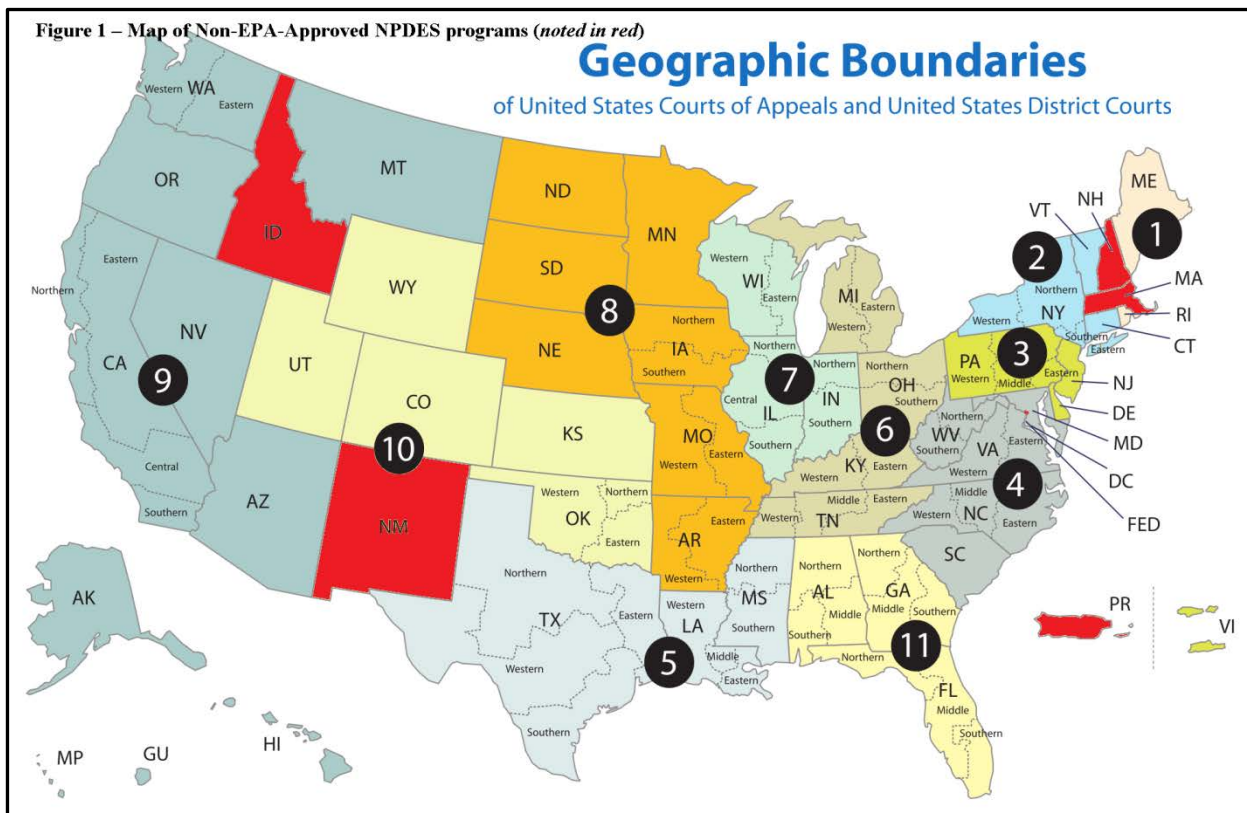 Figure 1 – Map of Non-EPA-Approved NPDES programs (noted in red)
Geographic Boundaries
of United States Courts of Appeals and United States District Courts
WA
Western
Eastern
OR
ID
MT
Eastern
Northern
NV
CA
9
Central
Southern
AZ
WY
UT
CO
10
NM
KS
Western
Northern
OK
Eastern
ND
SD
NE
MN
8
Northern
IA
Southern
MO
Eastern
Western
Eastern
AR
Western
Northern
TX
Eastern
Western
Southern
Western
LA
5
Middle
Eastern
Northern
MS
Southern
Western
WI
Eastern
Northern
7
Central
IL
Southern
Northern
IN
Southern
MI
Western
Eastern
Northern
OH
Southern
6
KY
Eastern
Western
Middle
Eastern
Western
TN
Northern
AL
Middle
Southern
Northern
GA
Middle
Southern
11
Northern
FL
Middle
Southern
Northern
WV
Southern
VA
Eastern
Western
4
Middle
Western
NC
Eastern
SC
PA
Western
3
Middle
Eastern
2
Northern
Western
NY
Southern
Eastern
VT
NH
ME
1
MA
RI
CT
NJ
DE
MD
DC
FED
PR
VI
AK
HI
MP
GU